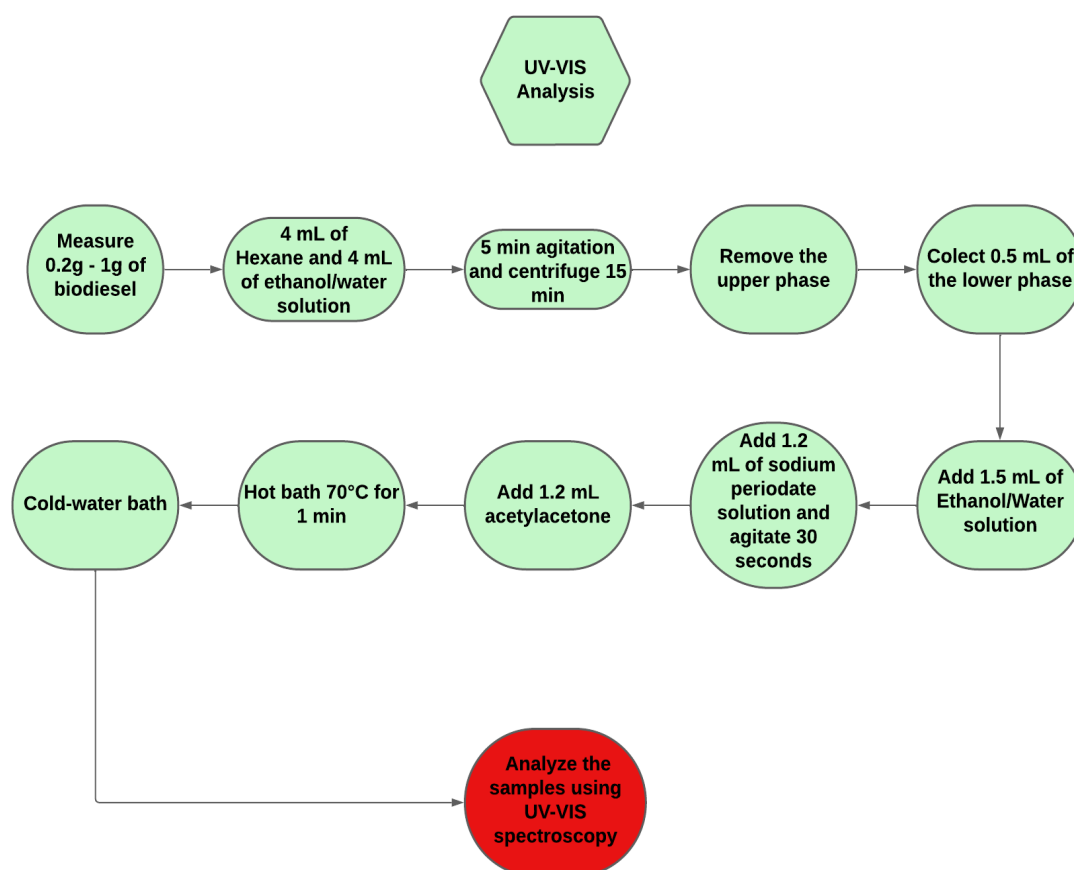 UV-VIS
Analysis
Measure
0.2g - 1g of
biodiesel
4 mL of
Hexane and 4 mL
of ethanol/water
solution
5 min agitation
and centrifuge 15
min
Remove the
upper phase
Colect 0.5 mL of
the lower phase
Add 1.5 mL of
Ethanol/Water
solution
Add 1.2
mL of sodium
periodate
solution and
agitate 30
seconds
Add 1.2 mL
acetylacetone
Hot bath 70°C for
1 min
Cold-water bath
Analyze the
samples using
UV-VIS
spectroscopy